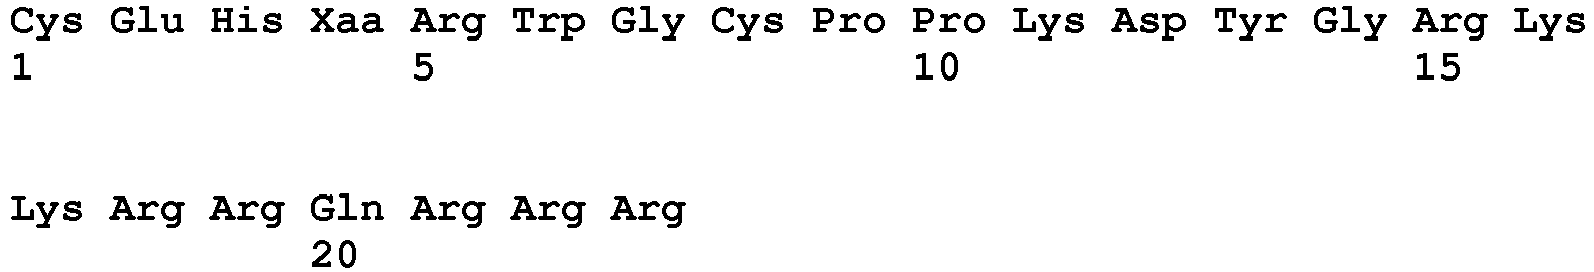 Cys Glu His Xaa Arg Trp Gly Cys Pro Pro Lys Asp Tyr Gly Arg Lys
1 5 10 15
Lys Arg Arg Gln Arg Arg Arg
20